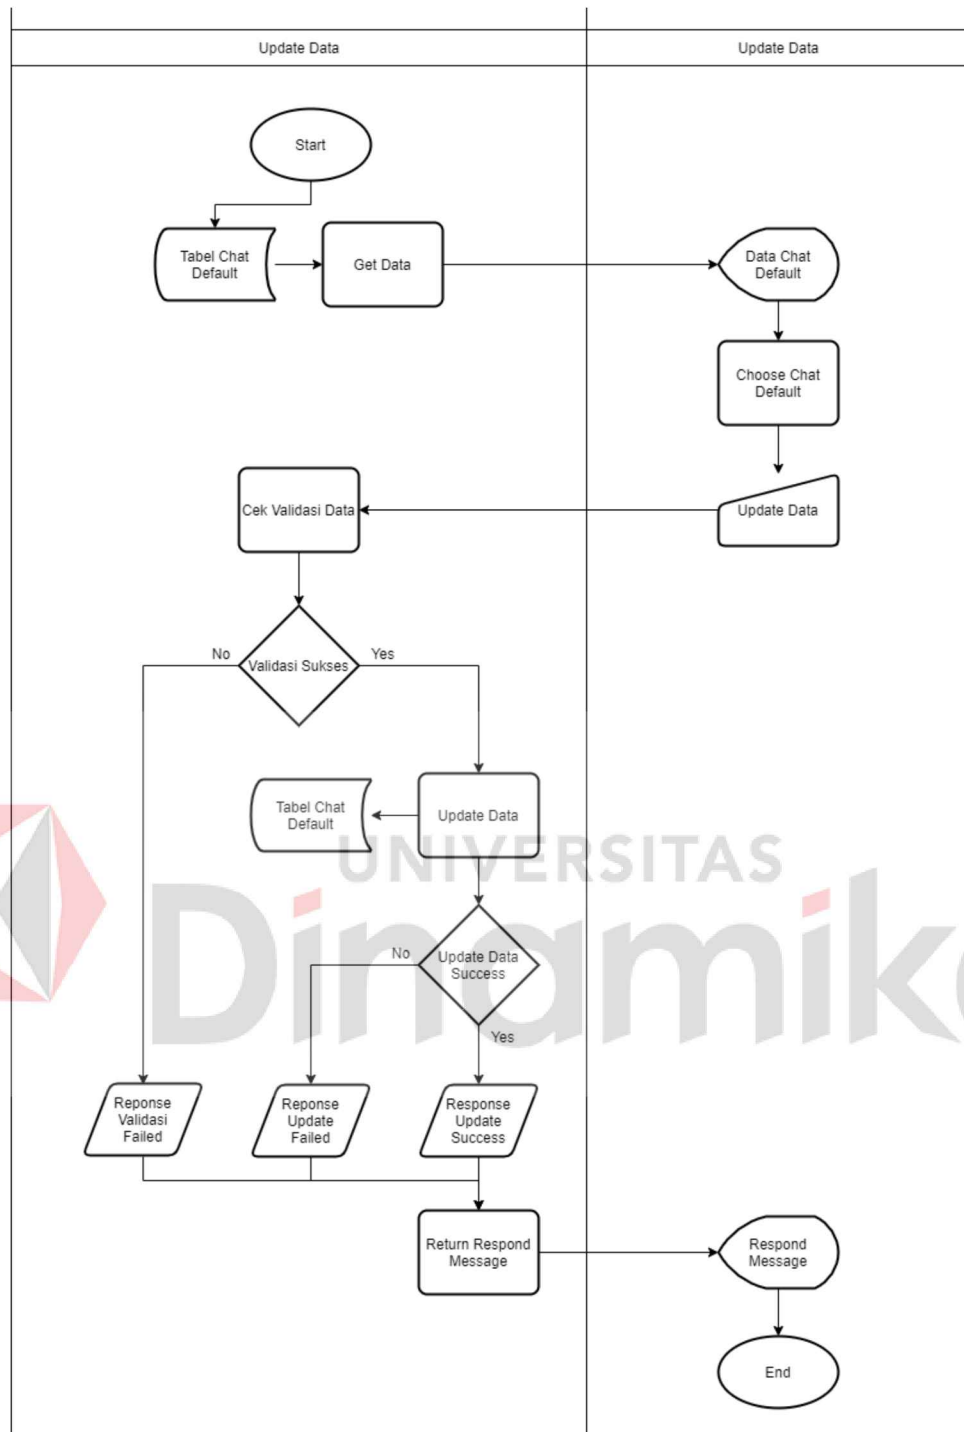 Update Data
Update Data
Start
Tabel Chat
Default
Get Data
Data Chat
Default
Choose Chat
Default
Cek Validasi Data
Update Data
No
Validasi Sukses
Yes
Tabel Chat
Default
Update Data
UNIVERSITAS
Dinamika
No
Update Data
Success
Yes
Reponse
Validasi
Failed
Reponse
Update
Failed
Response
Update
Success
Return Respond
Message
Respond
Message
End